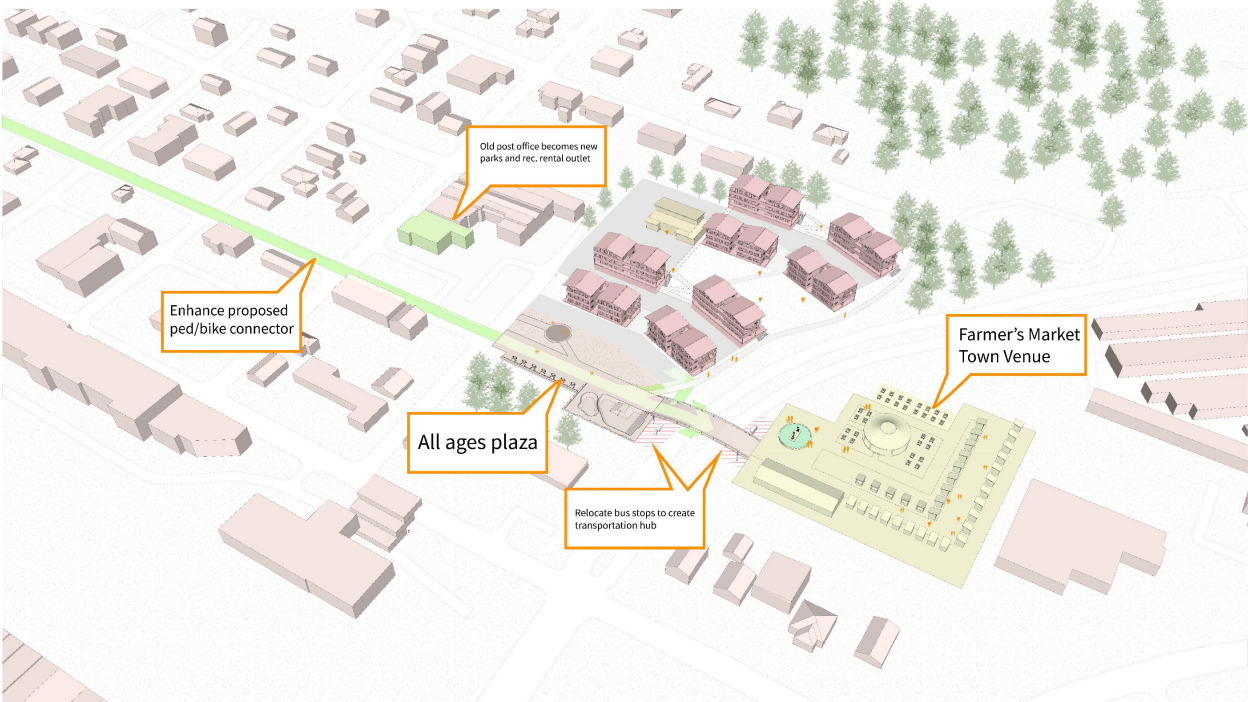 Old post office becomes new
parks and rec. rental outlet
Enhance proposed
ped/bike connector
Farmer's Market
Town Venue
All ages plaza
Relocate bus stops to create
transportation hub